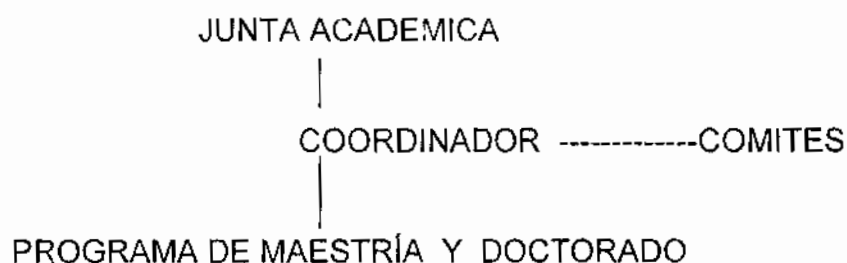 JUNTA ACADEMICA
COORDINADOR -------------COMITES
PROGRAMA DE MAESTRÍA Y DOCTORADO